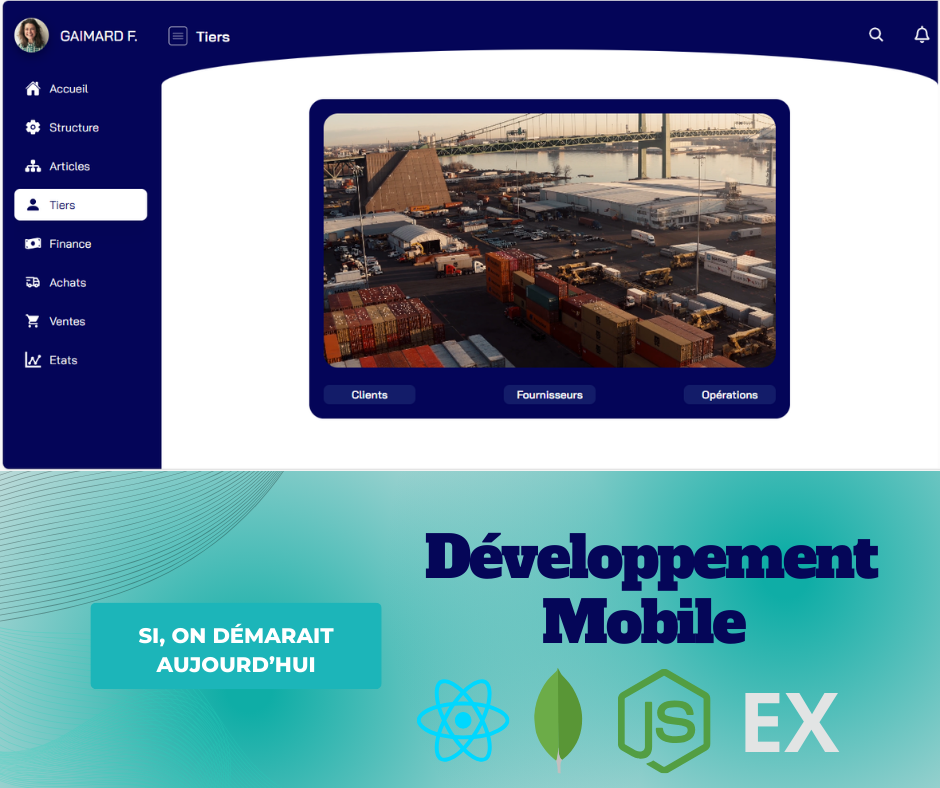 GAIMARD F.
Tiers
Accueil
Structure
Articles
Tiers
Finance
Achats
Ventes
Etats
Clients
Fournisseurs
Opérations
Développement
Mobile
SI, ON DÉMARAIT
AUJOURD'HUI
JS
EX